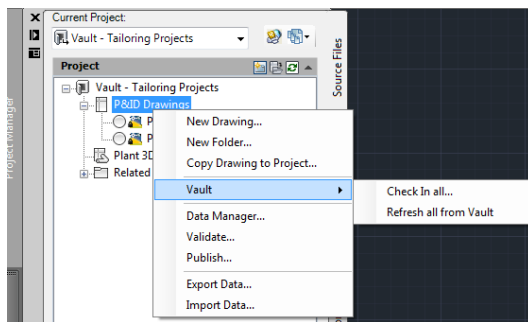 Current Project:
Vault - Tailoring Projects
Project
Vault - Tailoring Projects
P&ID Drawings
P
P
Plant 3D
Related
New Drawing...
New Folder...
Copy Drawing to Project...
Vault
Data Manager...
Validate...
Publish...
Export Data...
Import Data...
Check In all...
Refresh all from Vault
Source Files
Project Manager